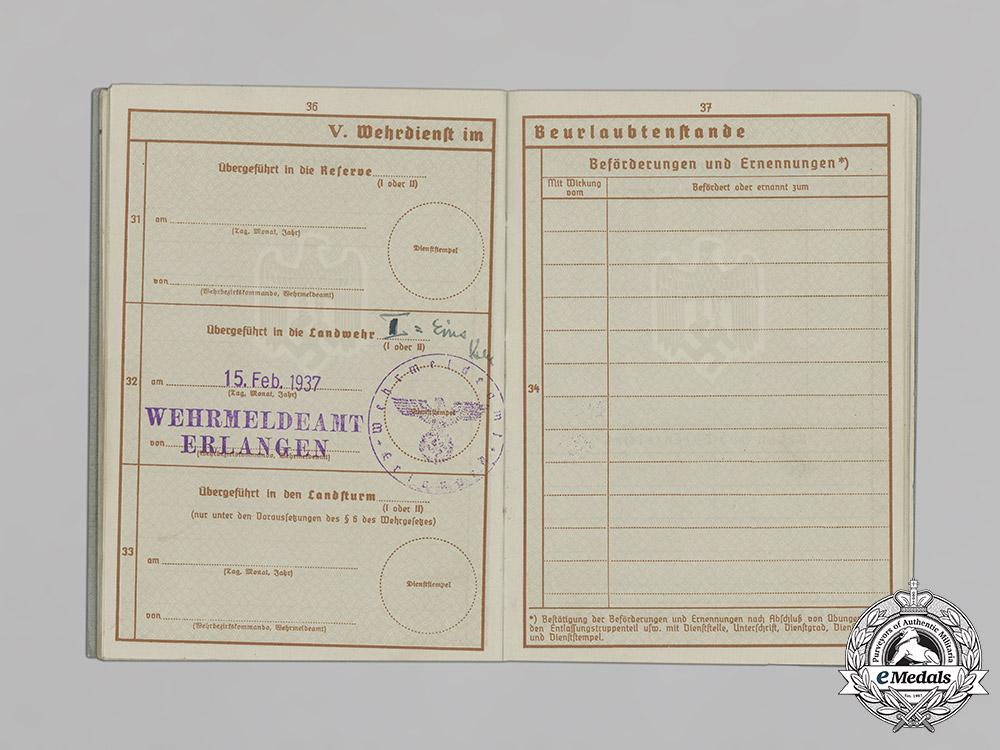 36
V. Wehrdienst im
31
Übergeführt in die Reserve
(I oder II)
am
(Tag, Monat, Jahr)
Dienststempel
von
(Wehrbezirkskommando, Wehrmeldeamt)
32
Übergeführt in die Landwehr I = Eins
(I oder II)
am 15. Feb. 1937
(Tag, Monat, Jahr)
Dienststempel
Wehrmeldeamt
WEHRMELDEAMT
von ERLANGEN
(Wehrbezirkskommando, Wehrmeldeamt)
33
Übergeführt in den Landsturm
(I oder II)
(nur unter den Voraussetzungen des § 6 des Wehrgesetzes)
am
(Tag, Monat, Jahr)
Dienststempel
von
(Wehrbezirkskommando, Wehrmeldeamt)
37
Beurlaubtenstande
34
Beförderungen und Ernennungen*)
Mit Wirkung vom
Befördert oder ernannt zum
*) Bestätigung der Beförderungen und Ernennungen nach Abschluß von
den Entlassungstruppenteil usw. mit Dienststelle, Unterschrift, Dienstgrad,
und Dienststempel.
Purveyors of Authentic Militaria
eMedals